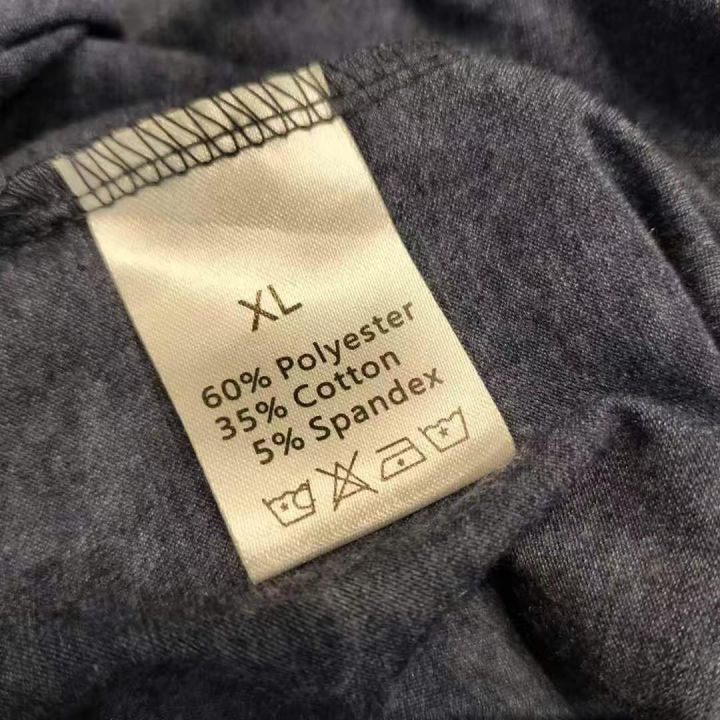 XL
60% Polyester
35% Cotton
5% Spandex